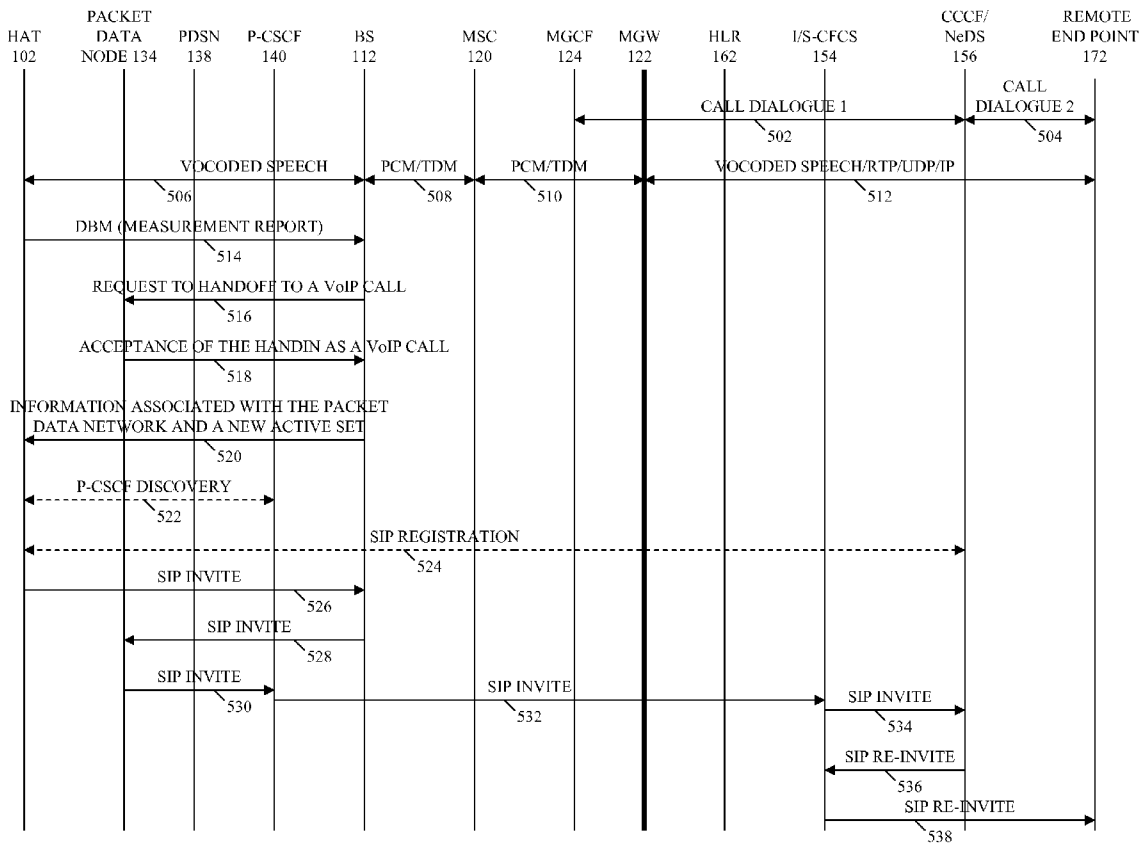 PACKET DATA NODE 134
HAT 102
PDSN 138
P-CSCF 140
BS 112
MSC 120
MGCF 124
MGW 122
HLR 162
I/S-CFCS 154
CCCF/ NeDS 156
REMOTE END POINT 172
CALL DIALOGUE 1
502
CALL DIALOGUE 2
504
VOCODED SPEECH
506
PCM/TDM
508
PCM/TDM
510
VOCODED SPEECH/RTP/UDP/IP
512
DBM (MEASUREMENT REPORT)
514
REQUEST TO HANDOFF TO A VoIP CALL
516
ACCEPTANCE OF THE HANDIN AS A VoIP CALL
518
INFORMATION ASSOCIATED WITH THE PACKET
DATA NETWORK AND A NEW ACTIVE SET
520
P-CSCF DISCOVERY
522
SIP REGISTRATION
524
SIP INVITE
526
SIP INVITE
528
SIP INVITE
530
SIP INVITE
532
SIP INVITE
534
SIP RE-INVITE
536
SIP RE-INVITE
538